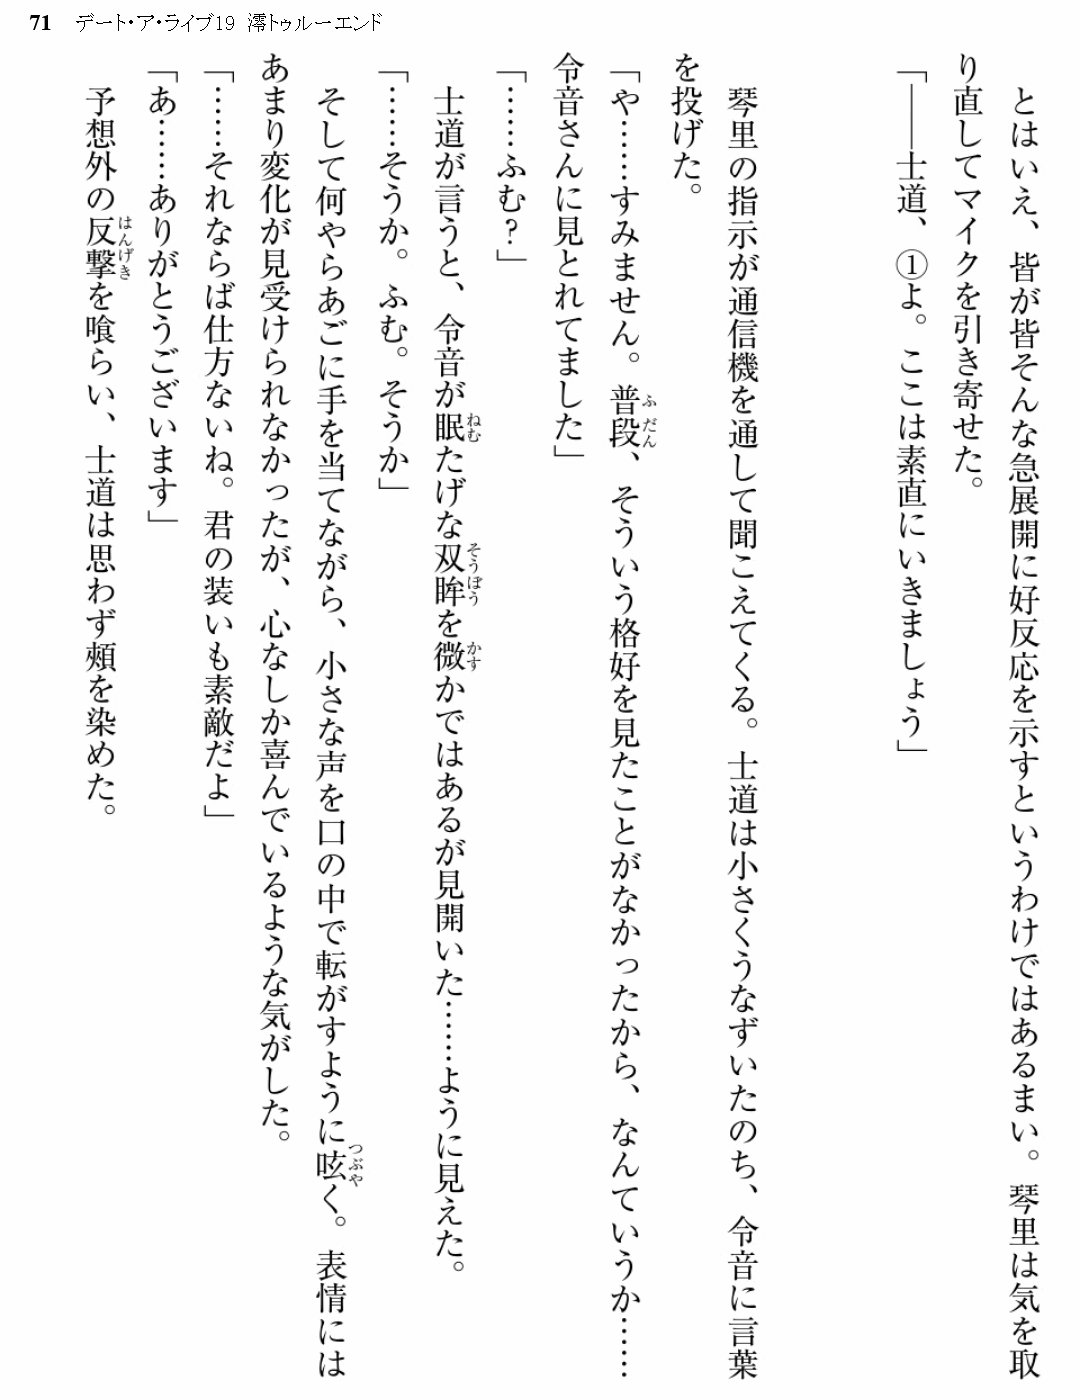 71 デート・ア・ライブ19 澪トゥルーエンド
とはいえ、皆が皆そんな急展開に好反応を示すというわけではあるまい。琴里は気を取
り直してマイクを引き寄せた。
「――士道、①よ。ここは素直にいきましょう」
琴里の指示が通信機を通して聞こえてくる。士道は小さくうなずいたのち、令音に言葉
を投げた。
「や……すみません。普段、そういう格好を見たことがなかったから、なんていうか……
令音さんに見とれてました」
「……ふむ？」
士道が言うと、令音が眠たげな双眸を微かではあるが見開いた……ように見えた。
「……そうか。ふむ。そうか」
そして何やらあごに手を当てながら、小さな声を口の中で転がすように呟く。表情には
あまり変化が見受けられなかったが、心なしか喜んでいるような気がした。
「……それならば仕方ないね。君の装いも素敵だよ」
「あ……ありがとうございます」
予想外の反撃を喰らい、士道は思わず頰を染めた。